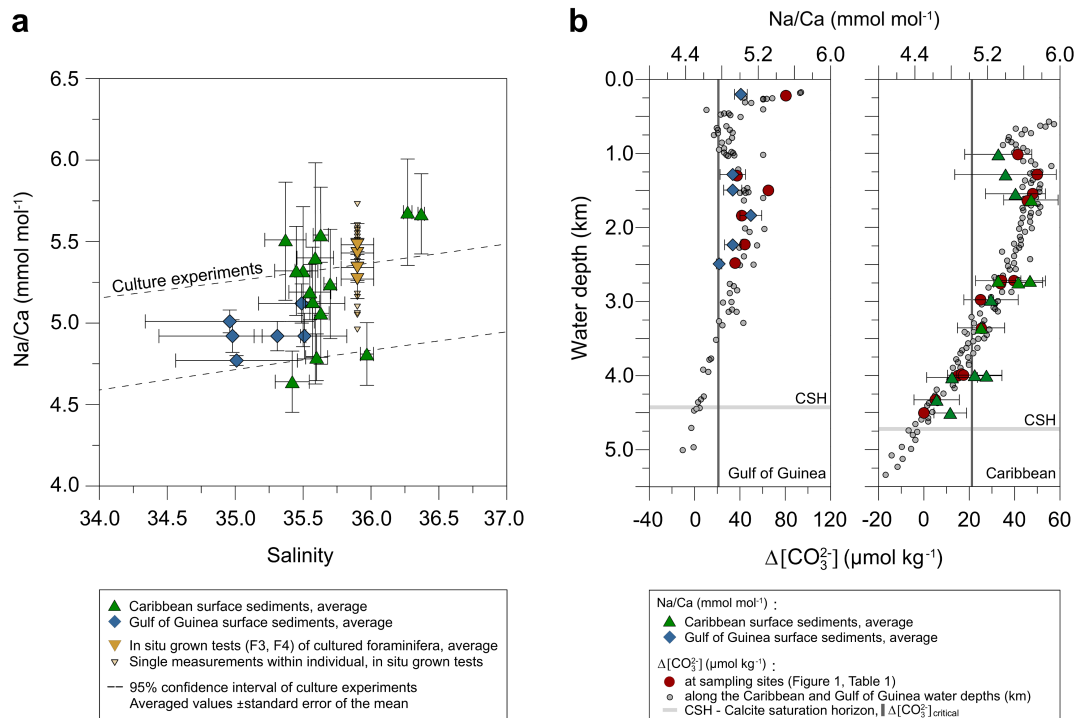 a
b
Na/Ca (mmol mol-1)
4.4 5.2 6.0 4.4 5.2 6.0
6.5
6.0
5.5
5.0
4.5
4.0
Na/Ca (mmol mol-1)
Culture experiments
34.0 34.5 35.0 35.5 36.0 36.5 37.0
Salinity
0.0
1.0
2.0
3.0
4.0
5.0
Water depth (km)
CSH
Gulf of Guinea
CSH
Caribbean
-40 0 40 80 120 -20 0 20 40 60
Δ[CO32-] (μmol kg-1)
Caribbean surface sediments, average
Gulf of Guinea surface sediments, average
In situ grown tests (F3, F4) of cultured foraminifera, average
Single measurements within individual, in situ grown tests
95% confidence interval of culture experiments
Averaged values ±standard error of the mean
Na/Ca (mmol mol-1) :
Caribbean surface sediments, average
Gulf of Guinea surface sediments, average
Δ[CO32-] (μmol kg-1) :
at sampling sites (Figure 1, Table 1)
along the Caribbean and Gulf of Guinea water depths (km)
CSH - Calcite saturation horizon, Δ[CO32-]critical